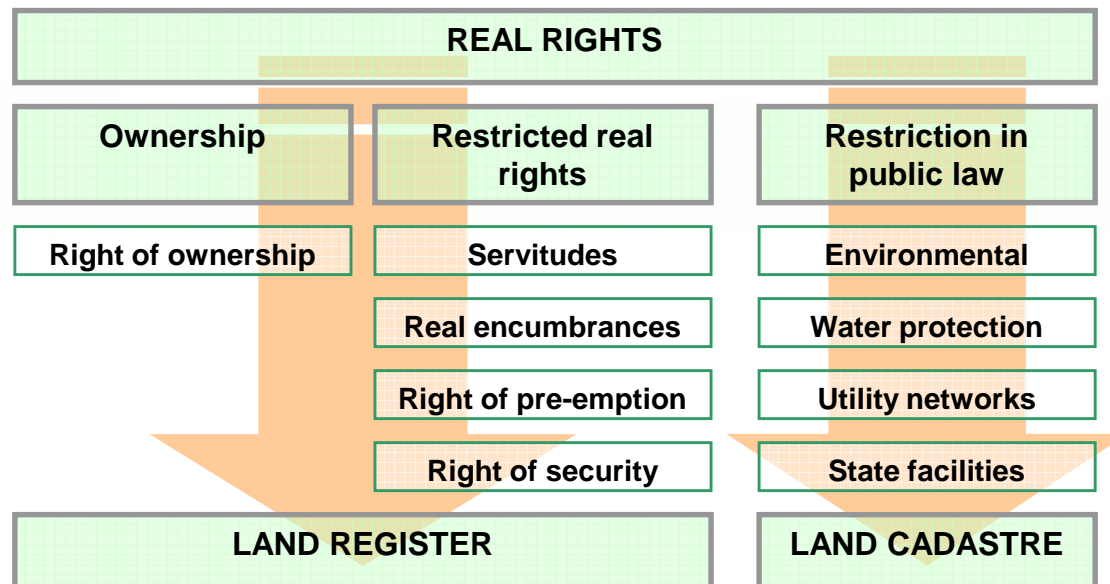 REAL RIGHTS
Ownership
Restricted real
rights
Restriction in
public law
Right of ownership
Servitudes
Environmental
Real encumbrances
Water protection
Right of pre-emption
Utility networks
Right of security
State facilities
LAND REGISTER
LAND CADASTRE